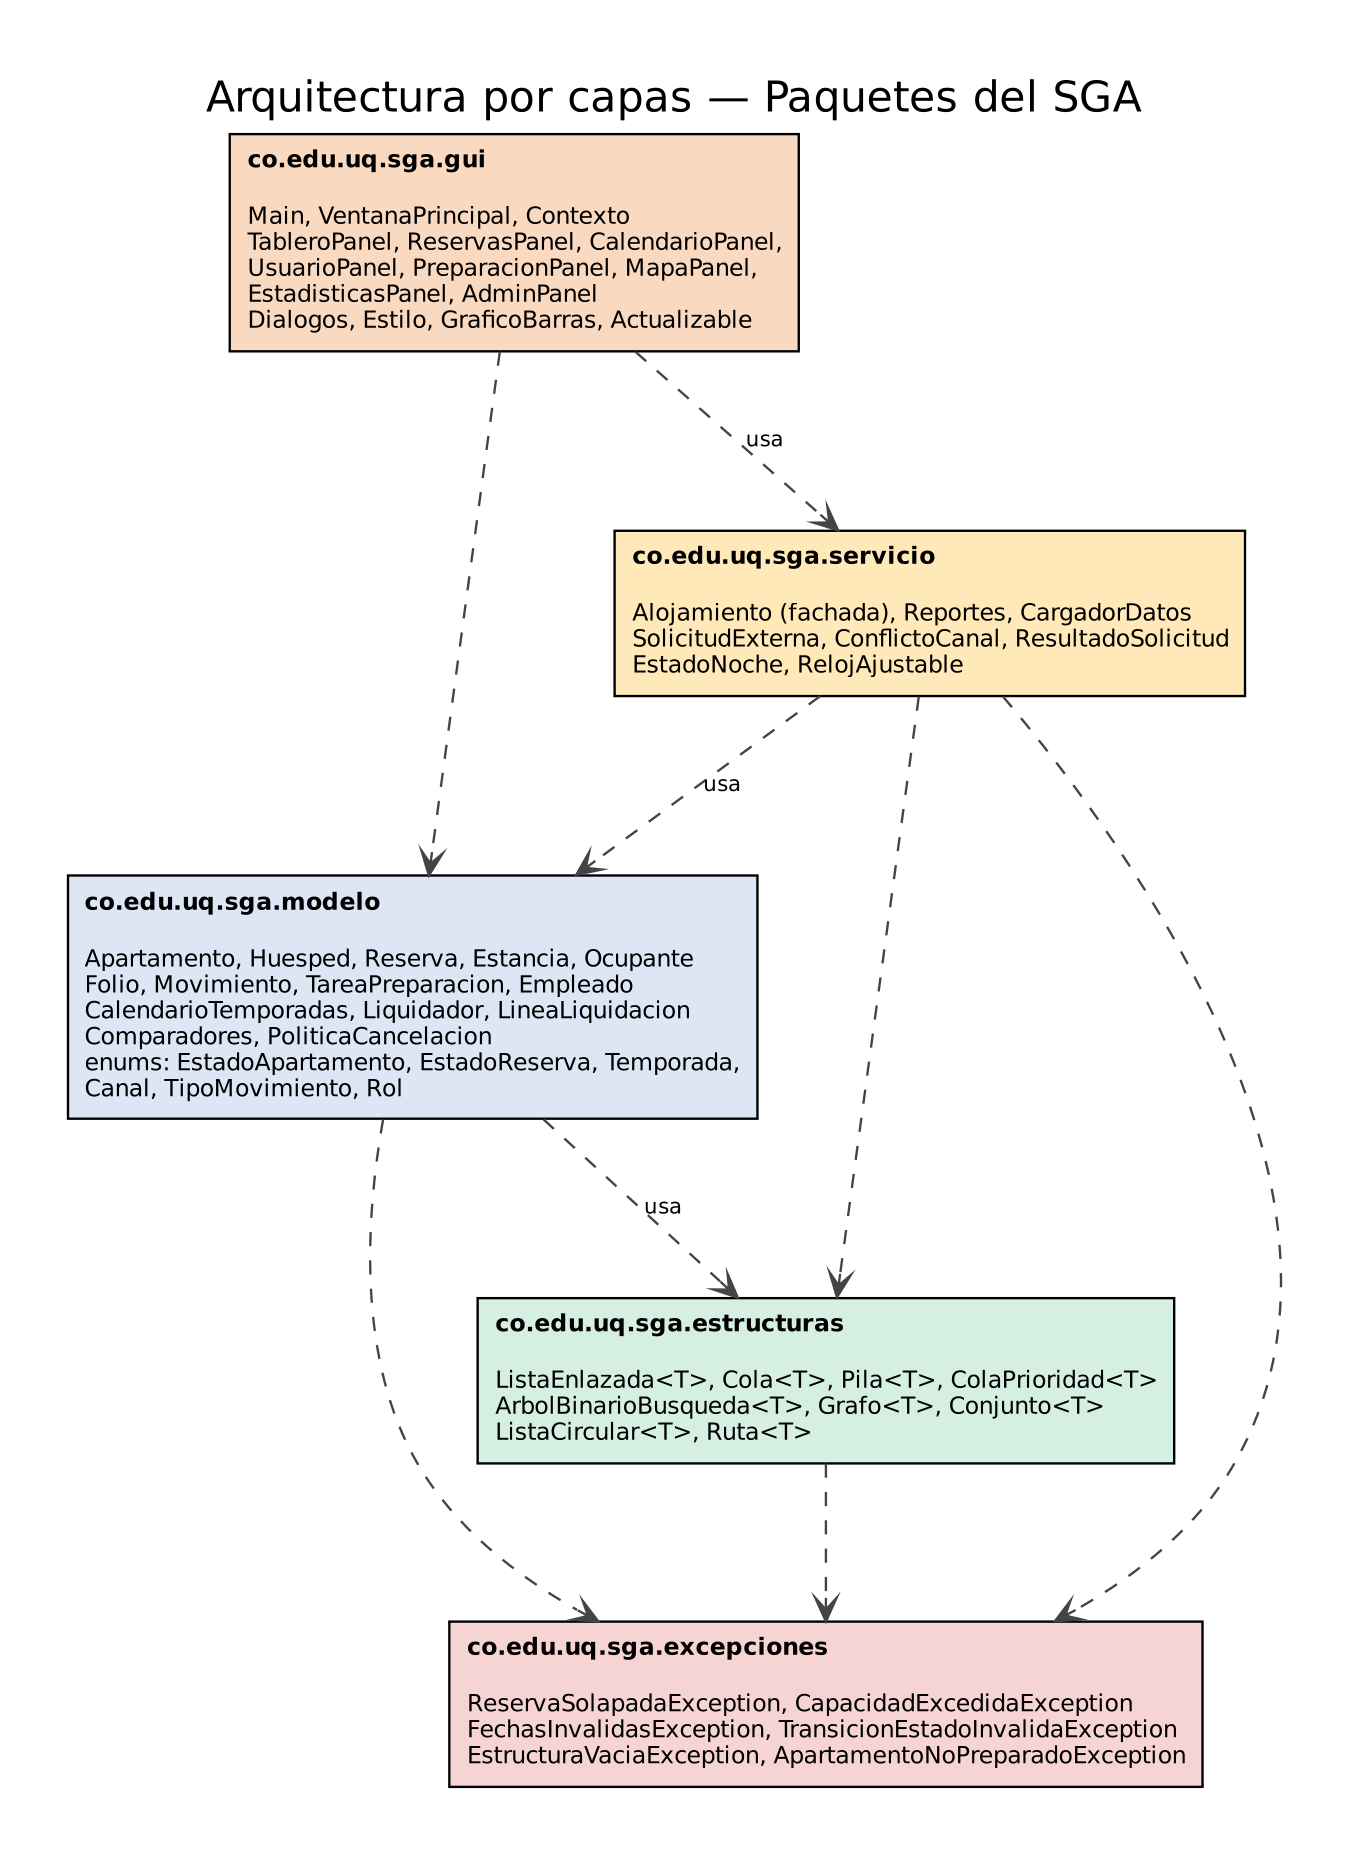 Arquitectura por capas — Paquetes del SGA
co.edu.uq.sga.gui
Main, VentanaPrincipal, Contexto
TableroPanel, ReservasPanel, CalendarioPanel,
UsuarioPanel, PreparacionPanel, MapaPanel,
EstadisticasPanel, AdminPanel
Dialogos, Estilo, GraficoBarras, Actualizable
usa
co.edu.uq.sga.servicio
Alojamiento (fachada), Reportes, CargadorDatos
SolicitudExterna, ConflictoCanal, ResultadoSolicitud
EstadoNoche, RelojAjustable
usa
co.edu.uq.sga.modelo
Apartamento, Huesped, Reserva, Estancia, Ocupante
Folio, Movimiento, TareaPreparacion, Empleado
CalendarioTemporadas, Liquidador, LineaLiquidacion
Comparadores, PoliticaCancelacion
enums: EstadoApartamento, EstadoReserva, Temporada,
Canal, TipoMovimiento, Rol
usa
co.edu.uq.sga.estructuras
ListaEnlazada<T>, Cola<T>, Pila<T>, ColaPrioridad<T>
ArbolBinarioBusqueda<T>, Grafo<T>, Conjunto<T>
ListaCircular<T>, Ruta<T>
co.edu.uq.sga.excepciones
ReservaSolapadaException, CapacidadExcedidaException
FechasInvalidasException, TransicionEstadoInvalidaException
EstructuraVaciaException, ApartamentoNoPreparadoException